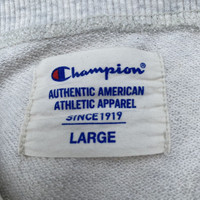 Champion
AUTHENTIC AMERICAN
ATHLETIC APPAREL
SINCE 1919
LARGE